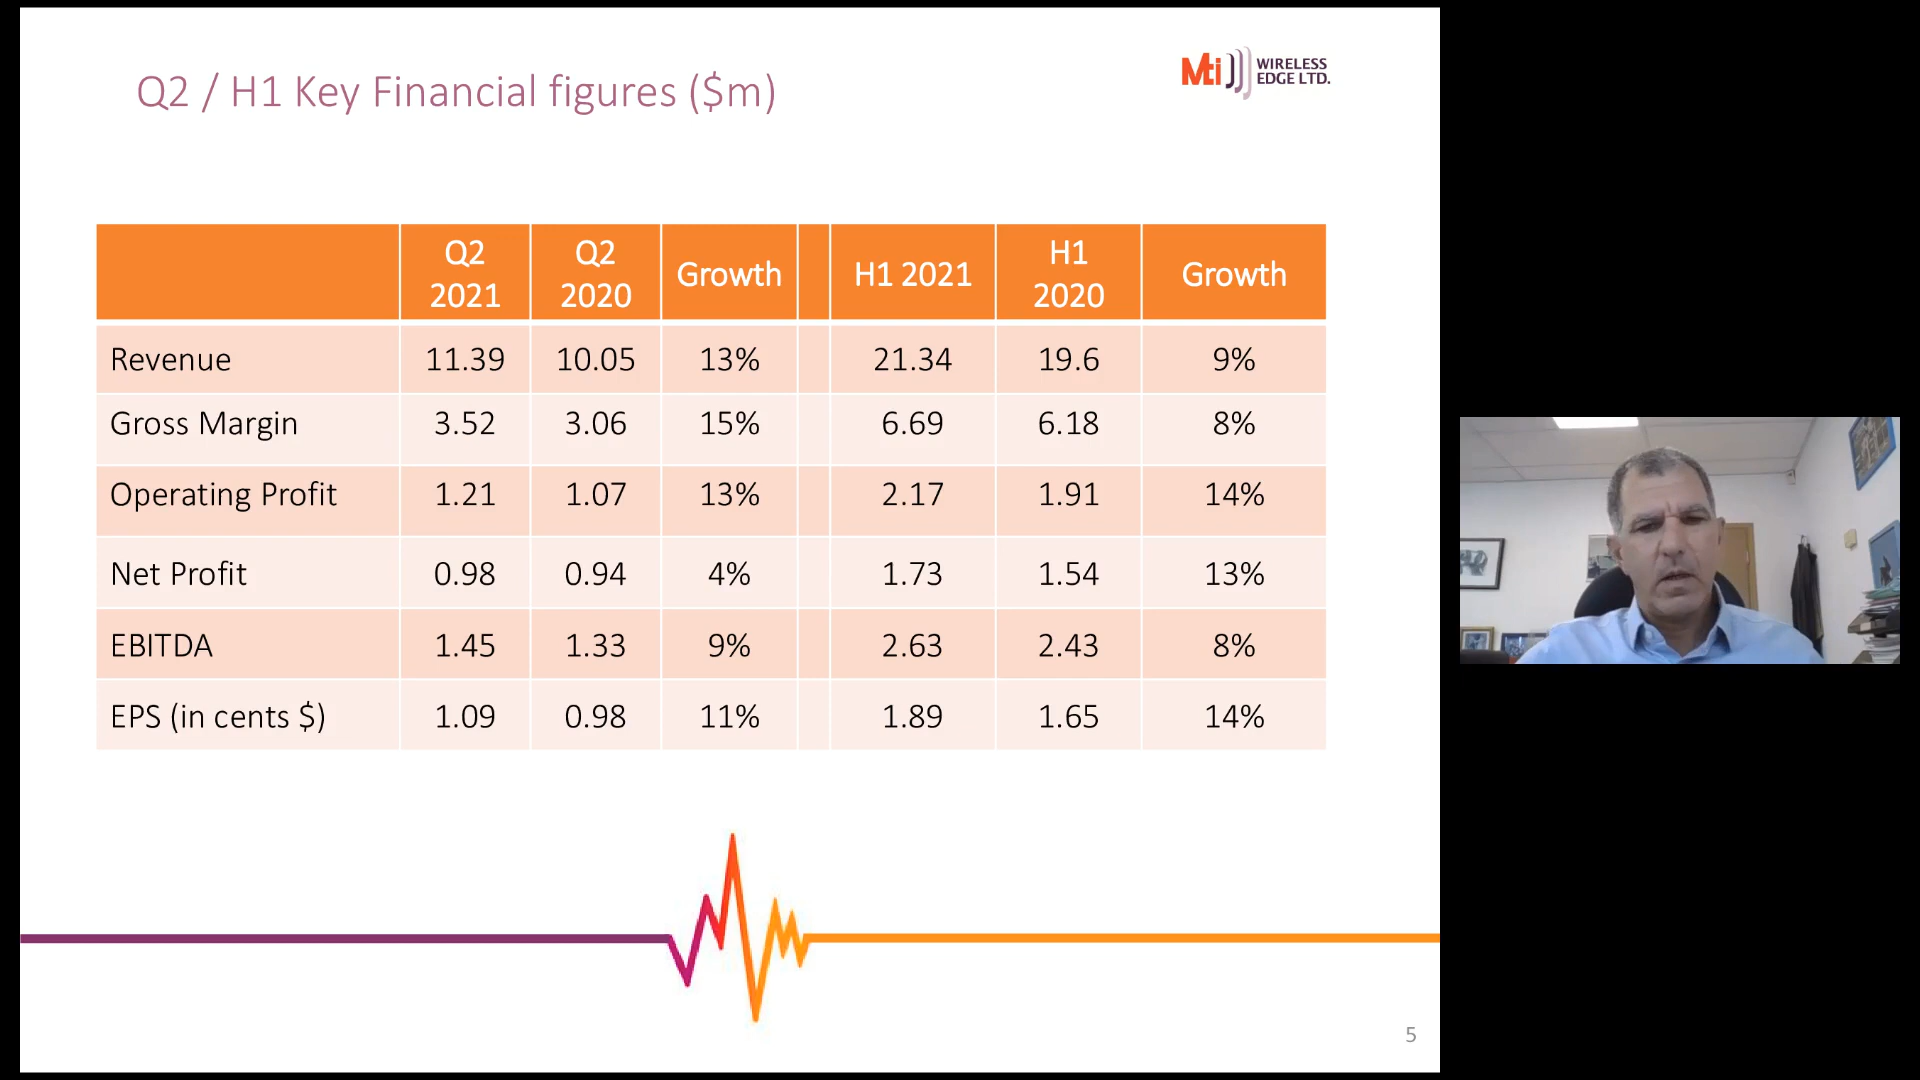 Q2 / H1 Key Financial figures ($m)
Mti WIRELESS
EDGE LTD.
Q2 2021 Q2 2020 Growth H1 2021 H1 2020 Growth
Revenue 11.39 10.05 13% 21.34 19.6 9%
Gross Margin 3.52 3.06 15% 6.69 6.18 8%
Operating Profit 1.21 1.07 13% 2.17 1.91 14%
Net Profit 0.98 0.94 4% 1.73 1.54 13%
EBITDA 1.45 1.33 9% 2.63 2.43 8%
EPS (in cents $) 1.09 0.98 11% 1.89 1.65 14%
5